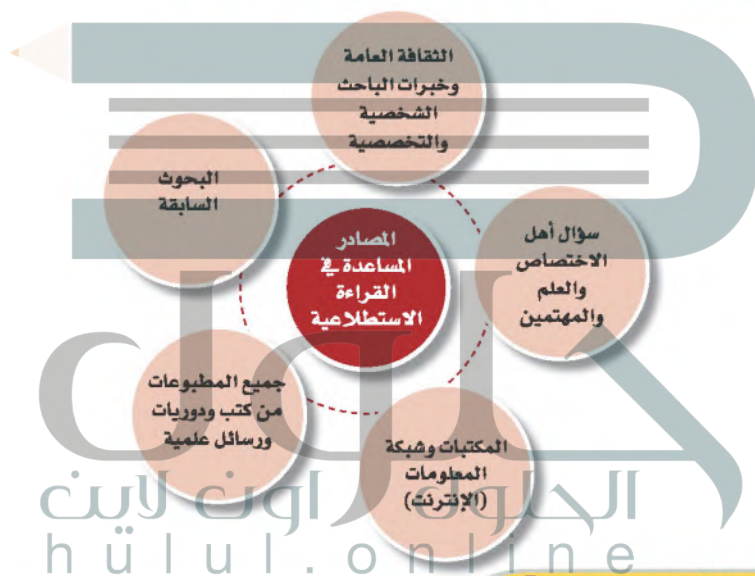 الثقافة العامة
وخبرات الباحث
الشخصية
والتخصصية
البحوث
السابقة
سؤال أهل
الاختصاص
والعلم
والمهتمين
المصادر
المساعدة في
القراءة
الاستطلاعية
جميع المطبوعات
من كتب ودوريات
ورسائل علمية
المكتبات وشبكة
المعلومات
(الإنترنت)
حلول
الحلول اون لاين
hulul.online